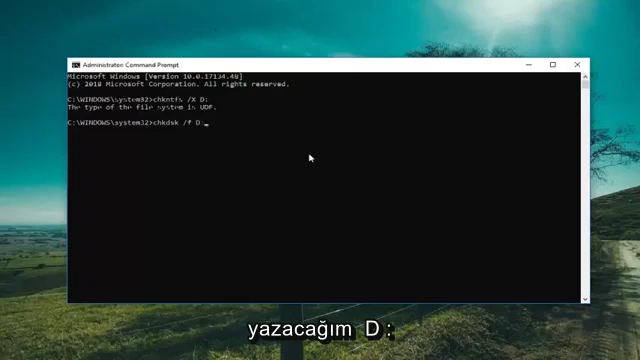 Administrator: Command Prompt
Microsoft Windows [Version 10.0.17134.48]
(c) 2018 Microsoft Corporation. All rights reserved.
C:\WINDOWS\system32>chkntfs /X D:
The type of the file system is UDF.
C:\WINDOWS\system32>chkdsk /f D:_
yazacağım D: